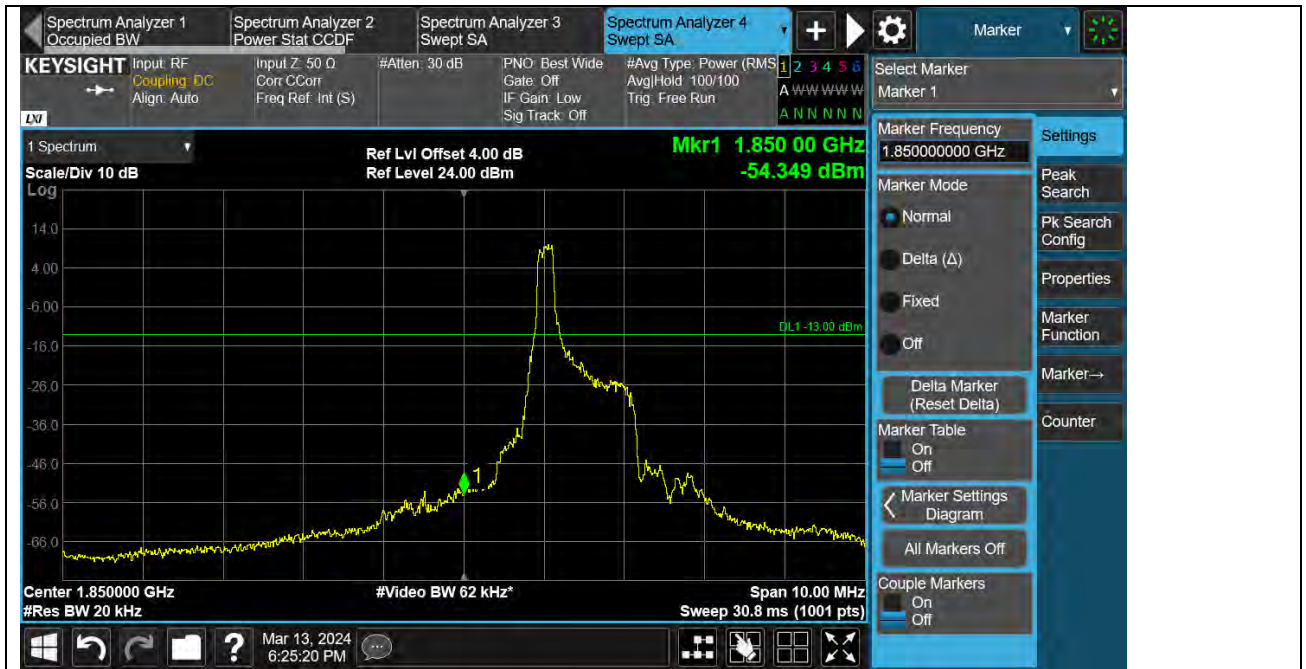 Spectrum Analyzer 1
Occupied BW
Spectrum Analyzer 2
Power Stat CCDF
Spectrum Analyzer 3
Swept SA
Spectrum Analyzer 4
Swept SA
+
Marker
KEYSIGHT
LXI
Input: RF
Coupling: DC
Align: Auto
Input Z: 50 Ω
Corr CCorr
Freq Ref: Int (S)
#Atten: 30 dB
PNO: Best Wide
Gate: Off
IF Gain: Low
Sig Track: Off
#Avg Type: Power (RMS
Avg|Hold: 100/100
Trig: Free Run
1 2 3 4 5 6
A W W W W W
A N N N N N
Select Marker
Marker 1
1 Spectrum
Scale/Div 10 dB
Log
Ref Lvl Offset 4.00 dB
Ref Level 24.00 dBm
Mkr1 1.850 00 GHz
-54.349 dBm
14.0
4.00
-6.00
-16.0
-26.0
-36.0
-46.0
-56.0
-66.0
DL1 -13.00 dBm
1
Center 1.850000 GHz
#Res BW 20 kHz
#Video BW 62 kHz*
Span 10.00 MHz
Sweep 30.8 ms (1001 pts)
Marker Frequency
1.850000000 GHz
Marker Mode
Normal
Delta (Δ)
Fixed
Off
Delta Marker
(Reset Delta)
Marker Table
On
Off
Marker Settings
Diagram
All Markers Off
Couple Markers
On
Off
Settings
Peak
Search
Pk Search
Config
Properties
Marker
Function
Marker→
Counter
?
Mar 13, 2024
6:25:20 PM